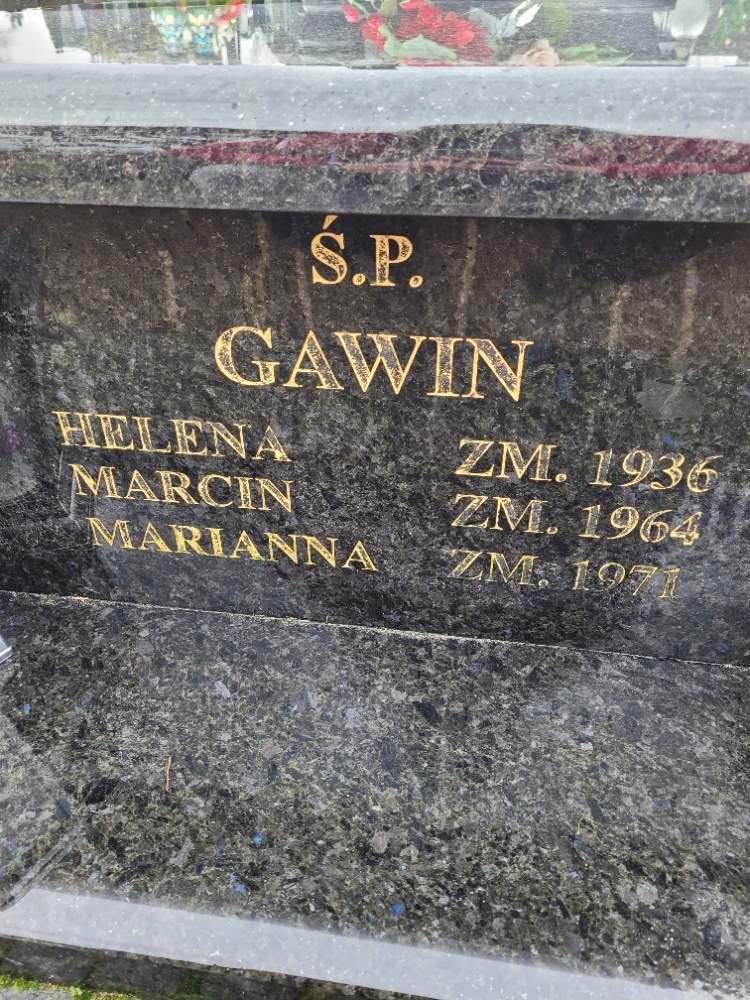 Ś.P.
GAWIN
HELENA ZM. 1936
MARCIN ZM. 1964
MARIANNA ZM. 1971